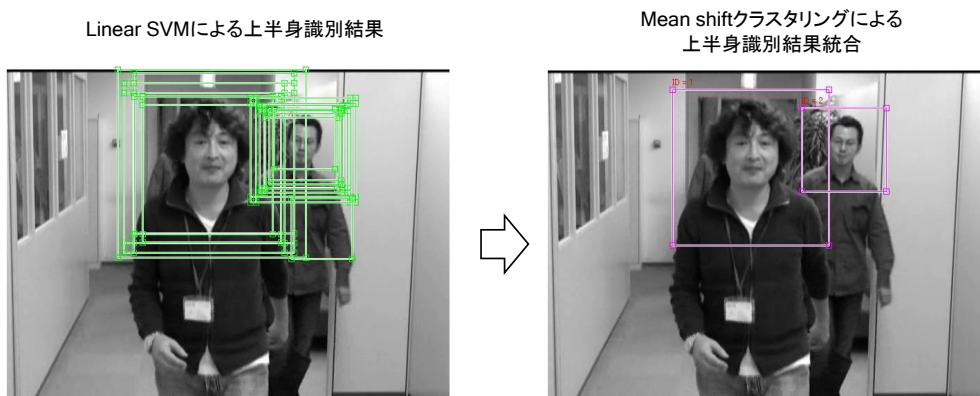 Linear SVMによる上半身識別結果
Mean shiftクラスタリングによる
上半身識別結果統合
ID = 1
ID = 2